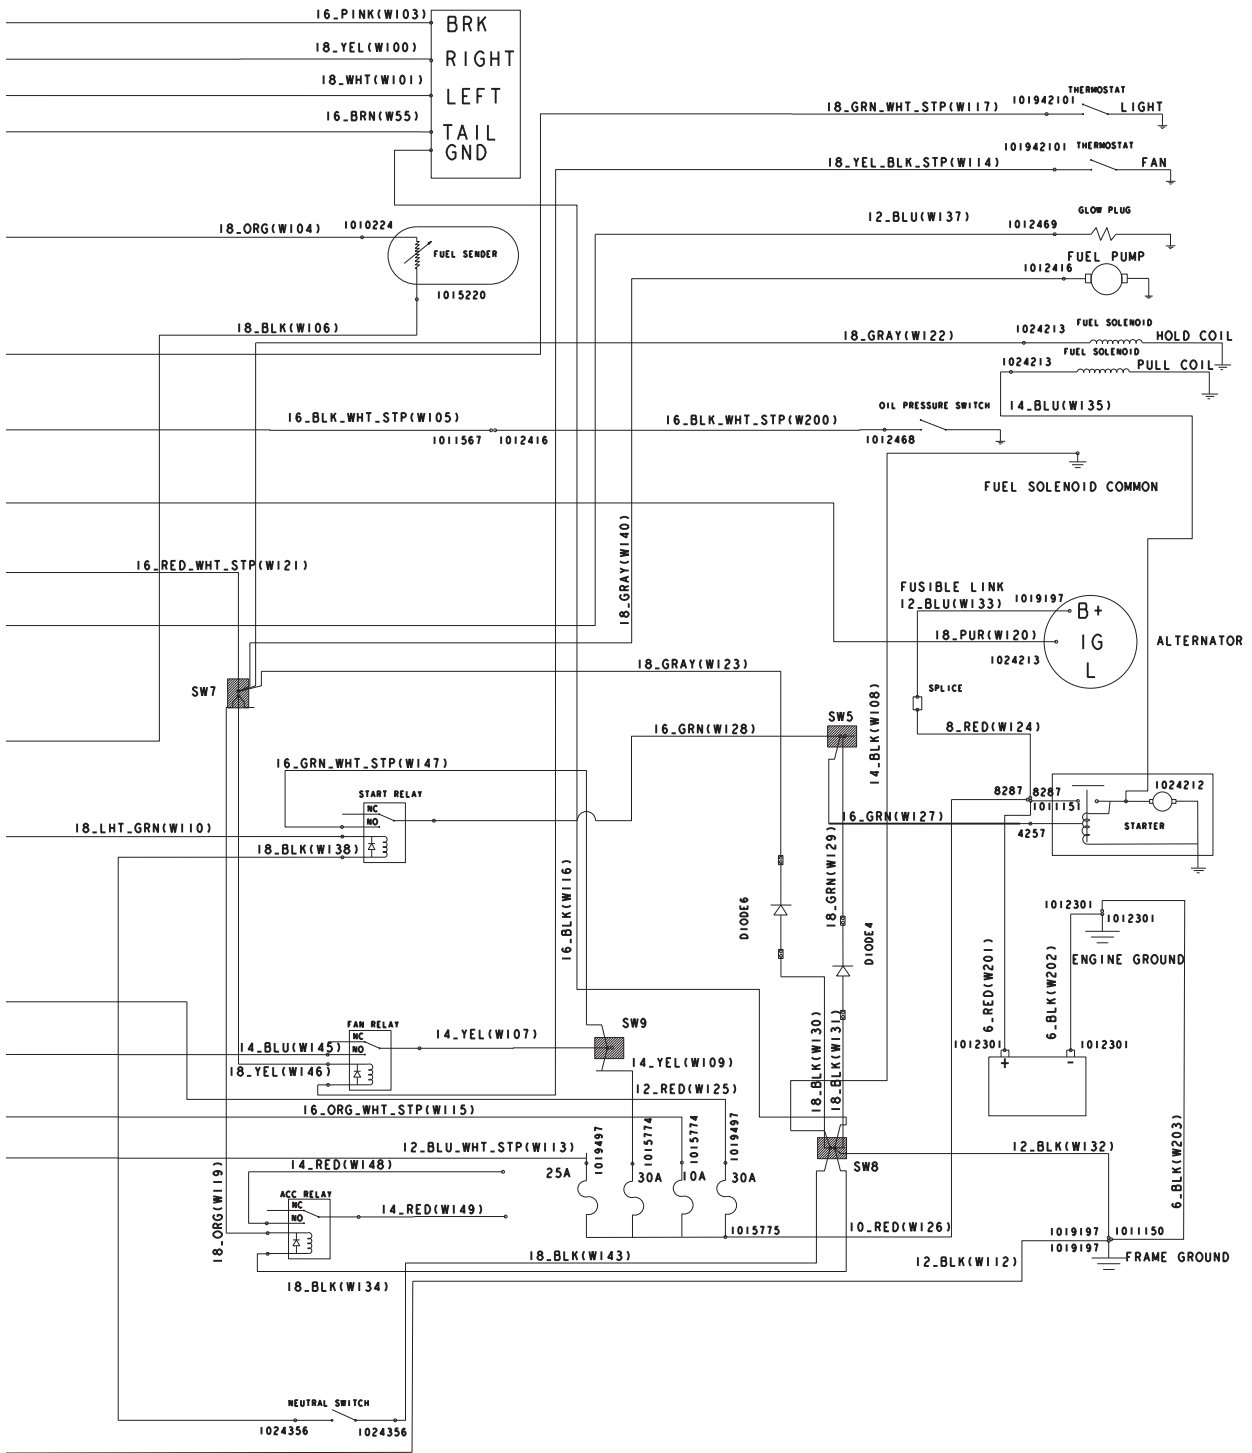 16_PINK(W103)
BRK
18_YEL(W100)
RIGHT
18_WHT(W101)
LEFT
16_BRN(W55)
TAIL
GND
18_GRN_WHT_STP(W117)
101942101
THERMOSTAT
LIGHT
18_YEL_BLK_STP(W114)
101942101
THERMOSTAT
FAN
18_ORG(W104)
1010224
FUEL SENDER
1015220
12_BLU(W137)
1012469
GLOW PLUG
FUEL PUMP
1012416
18_BLK(W106)
18_GRAY(W122)
1024213
FUEL SOLENOID
HOLD COIL
FUEL SOLENOID
1024213
PULL COIL
14_BLU(W135)
16_BLK_WHT_STP(W105)
1011567
1012416
16_BLK_WHT_STP(W200)
OIL PRESSURE SWITCH
1012468
FUEL SOLENOID COMMON
18_GRAY(W140)
16_RED_WHT_STP(W121)
FUSIBLE LINK
12_BLU(W133)
1019197
B+
18_PUR(W120)
IG
ALTERNATOR
1024213
L
18_GRAY(W123)
SW7
SPLICE
14_BLK(W108)
SW5
16_GRN(W128)
8_RED(W124)
16_GRN_WHT_STP(W147)
START RELAY
NC
NO
18_LHT_GRN(W110)
18_BLK(W138)
8287
8287
1011151
1024212
16_GRN(W127)
4257
STARTER
18_GRN(W129)
16_BLK(W116)
DIODE6
DIODE4
1012301
1012301
ENGINE GROUND
6_RED(W201)
6_BLK(W202)
FAN RELAY
NC
NO
14_YEL(W107)
SW9
14_BLU(W145)
18_YEL(W146)
14_YEL(W109)
12_RED(W125)
18_BLK(W130)
18_BLK(W131)
1012301
1012301
+
-
16_ORG_WHT_STP(W115)
12_BLU_WHT_STP(W113)
1019497
1015774
1015774
1019497
SW8
12_BLK(W132)
6_BLK(W203)
14_RED(W148)
25A
30A
10A
30A
18_ORG(W119)
ACC RELAY
NC
NO
14_RED(W149)
1015775
10_RED(W126)
1019197
1011150
1019197
18_BLK(W143)
12_BLK(W112)
FRAME GROUND
18_BLK(W134)
NEUTRAL SWITCH
1024356
1024356